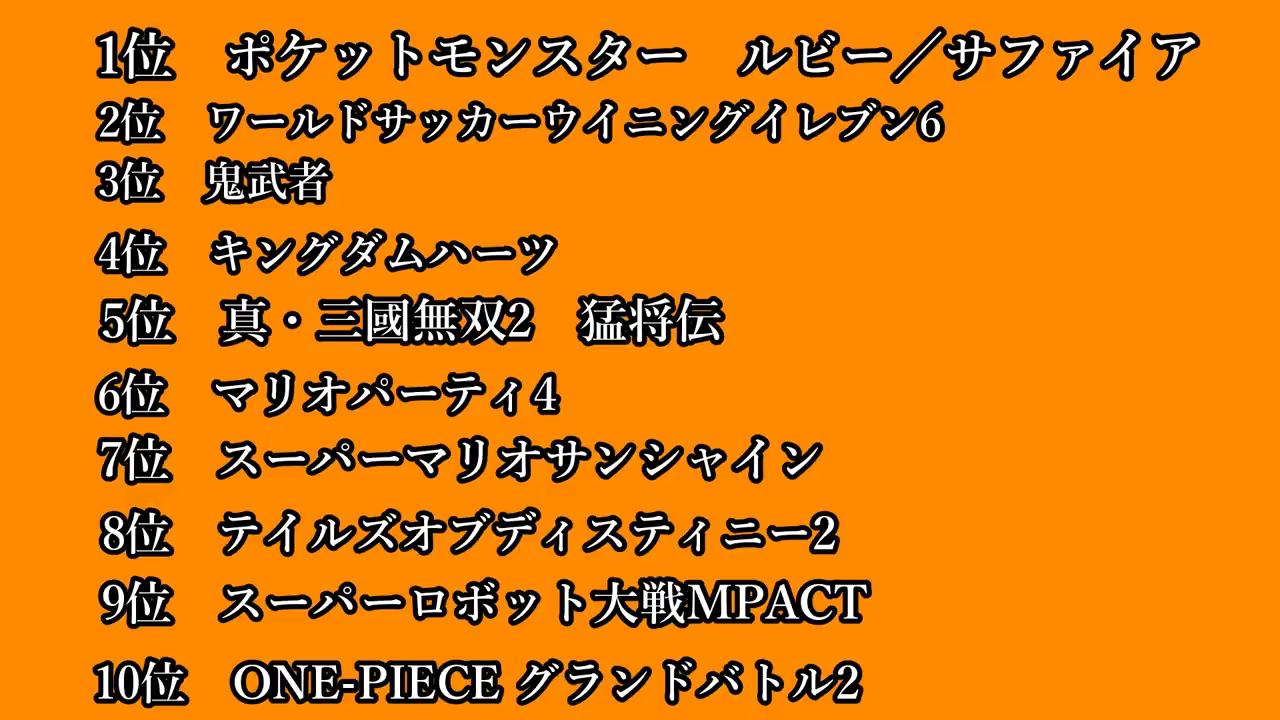 1位　ポケットモンスター　ルビー／サファイア
2位　ワールドサッカーウイニングイレブン6
3位　鬼武者
4位　キングダムハーツ
5位　真・三國無双2　猛将伝
6位　マリオパーティ4
7位　スーパーマリオサンシャイン
8位　テイルズオブディスティニー2
9位　スーパーロボット大戦MPACT
10位　ONE-PIECE グランドバトル2